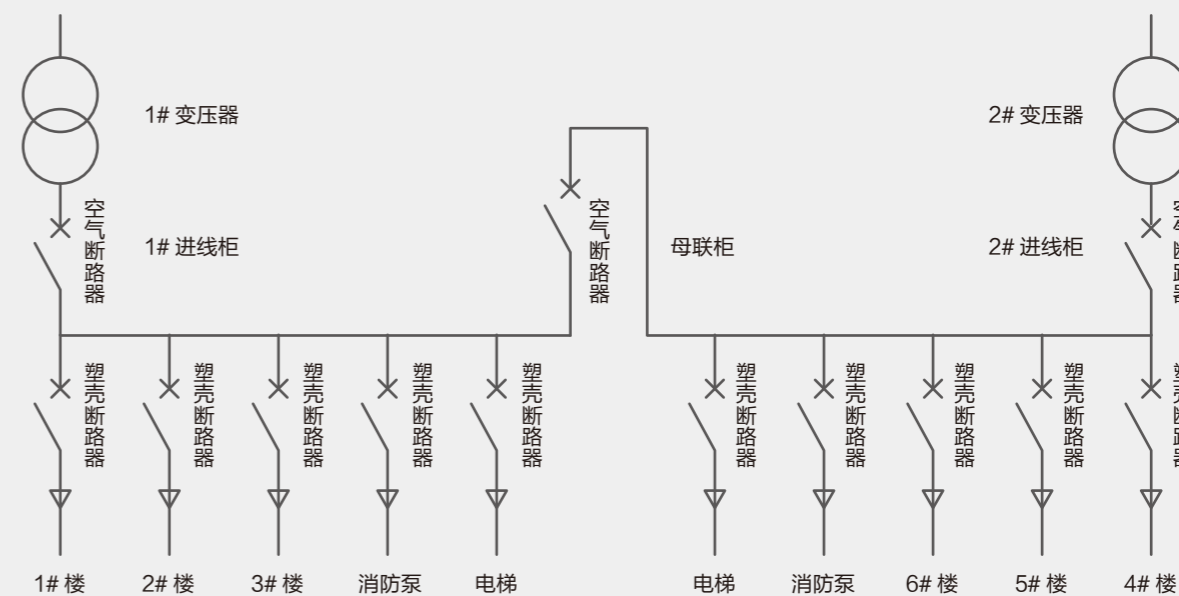 1# 变压器
2# 变压器
空气断路器
1# 进线柜
空气断路器
母联柜
2# 进线柜
塑壳断路器
塑壳断路器
塑壳断路器
塑壳断路器
塑壳断路器
塑壳断路器
塑壳断路器
塑壳断路器
塑壳断路器
1# 楼
2# 楼
3# 楼
消防泵
电梯
电梯
消防泵
6# 楼
5# 楼
4# 楼